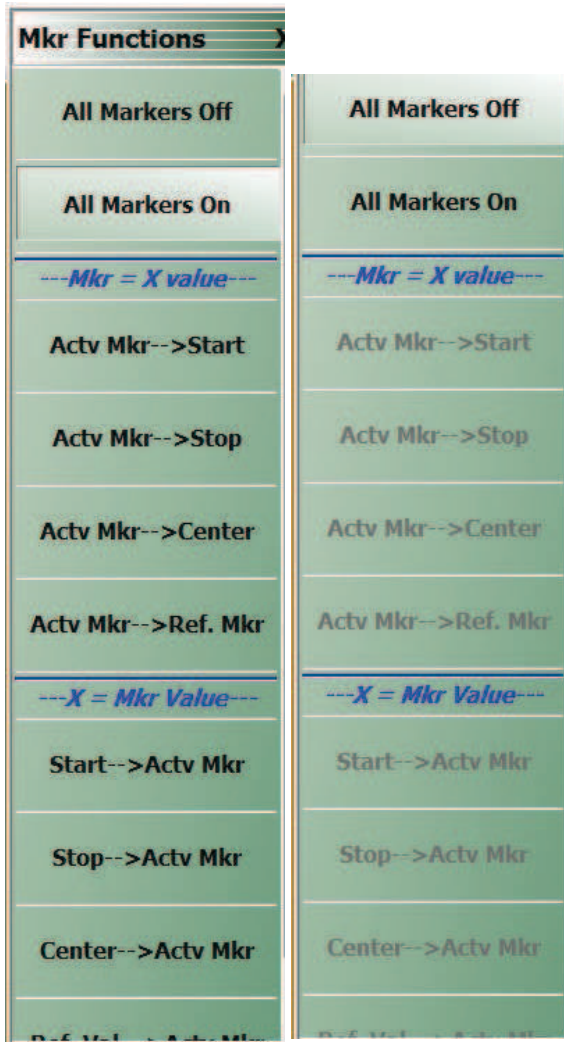 Mkr Functions
All Markers Off
All Markers On
---Mkr = X value---
Actv Mkr-->Start
Actv Mkr-->Stop
Actv Mkr-->Center
Actv Mkr-->Ref. Mkr
---X = Mkr Value---
Start-->Actv Mkr
Stop-->Actv Mkr
Center-->Actv Mkr
All Markers Off
All Markers On
---Mkr = X value---
Actv Mkr-->Start
Actv Mkr-->Stop
Actv Mkr-->Center
Actv Mkr-->Ref. Mkr
---X = Mkr Value---
Start-->Actv Mkr
Stop-->Actv Mkr
Center-->Actv Mkr